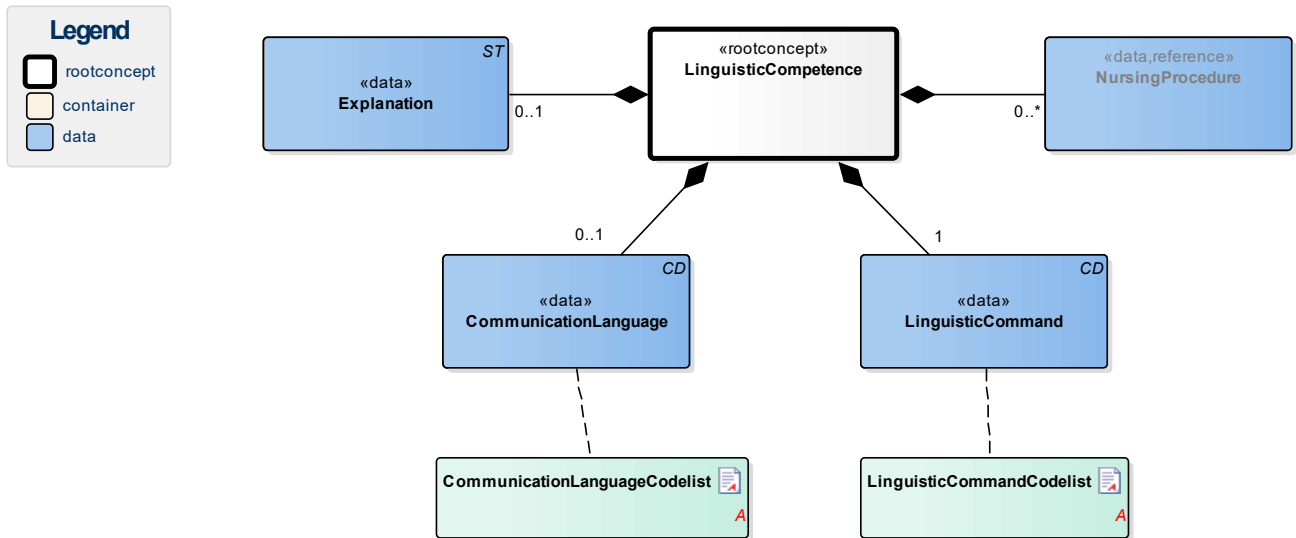 Legend
rootconcept
container
data
ST
«data»
Explanation
0..1
«rootconcept»
LinguisticCompetence
«data,reference»
NursingProcedure
0..*
0..1
1
CD
«data»
CommunicationLanguage
CD
«data»
LinguisticCommand
CommunicationLanguageCodelist
A
LinguisticCommandCodelist
A